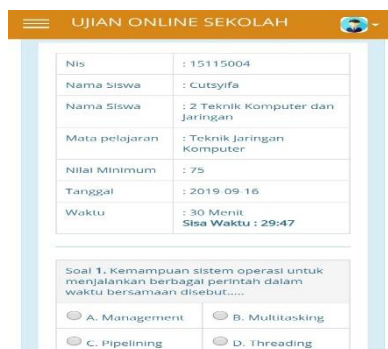 UJIAN ONLINE SEKOLAH
Nis : 15115004
Nama Siswa : Cutsyifa
Nama Siswa : 2 Teknik Komputer dan
Jaringan
Mata pelajaran : Teknik Jaringan
Komputer
Nilai Minimum : 75
Tanggal : 2019-09-16
Waktu : 30 Menit
Sisa Waktu : 29:47
Soal 1. Kemampuan sistem operasi untuk
menjalankan berbagai perintah dalam
waktu bersamaan disebut.....
A. Management B. Multitasking
C. Pipelining D. Threading